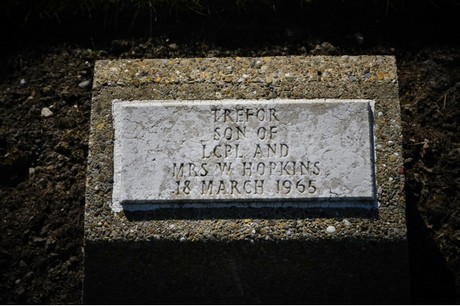 TREFOR
SON OF
LCPL AND
MRS W HOPKINS
18 MARCH 1965